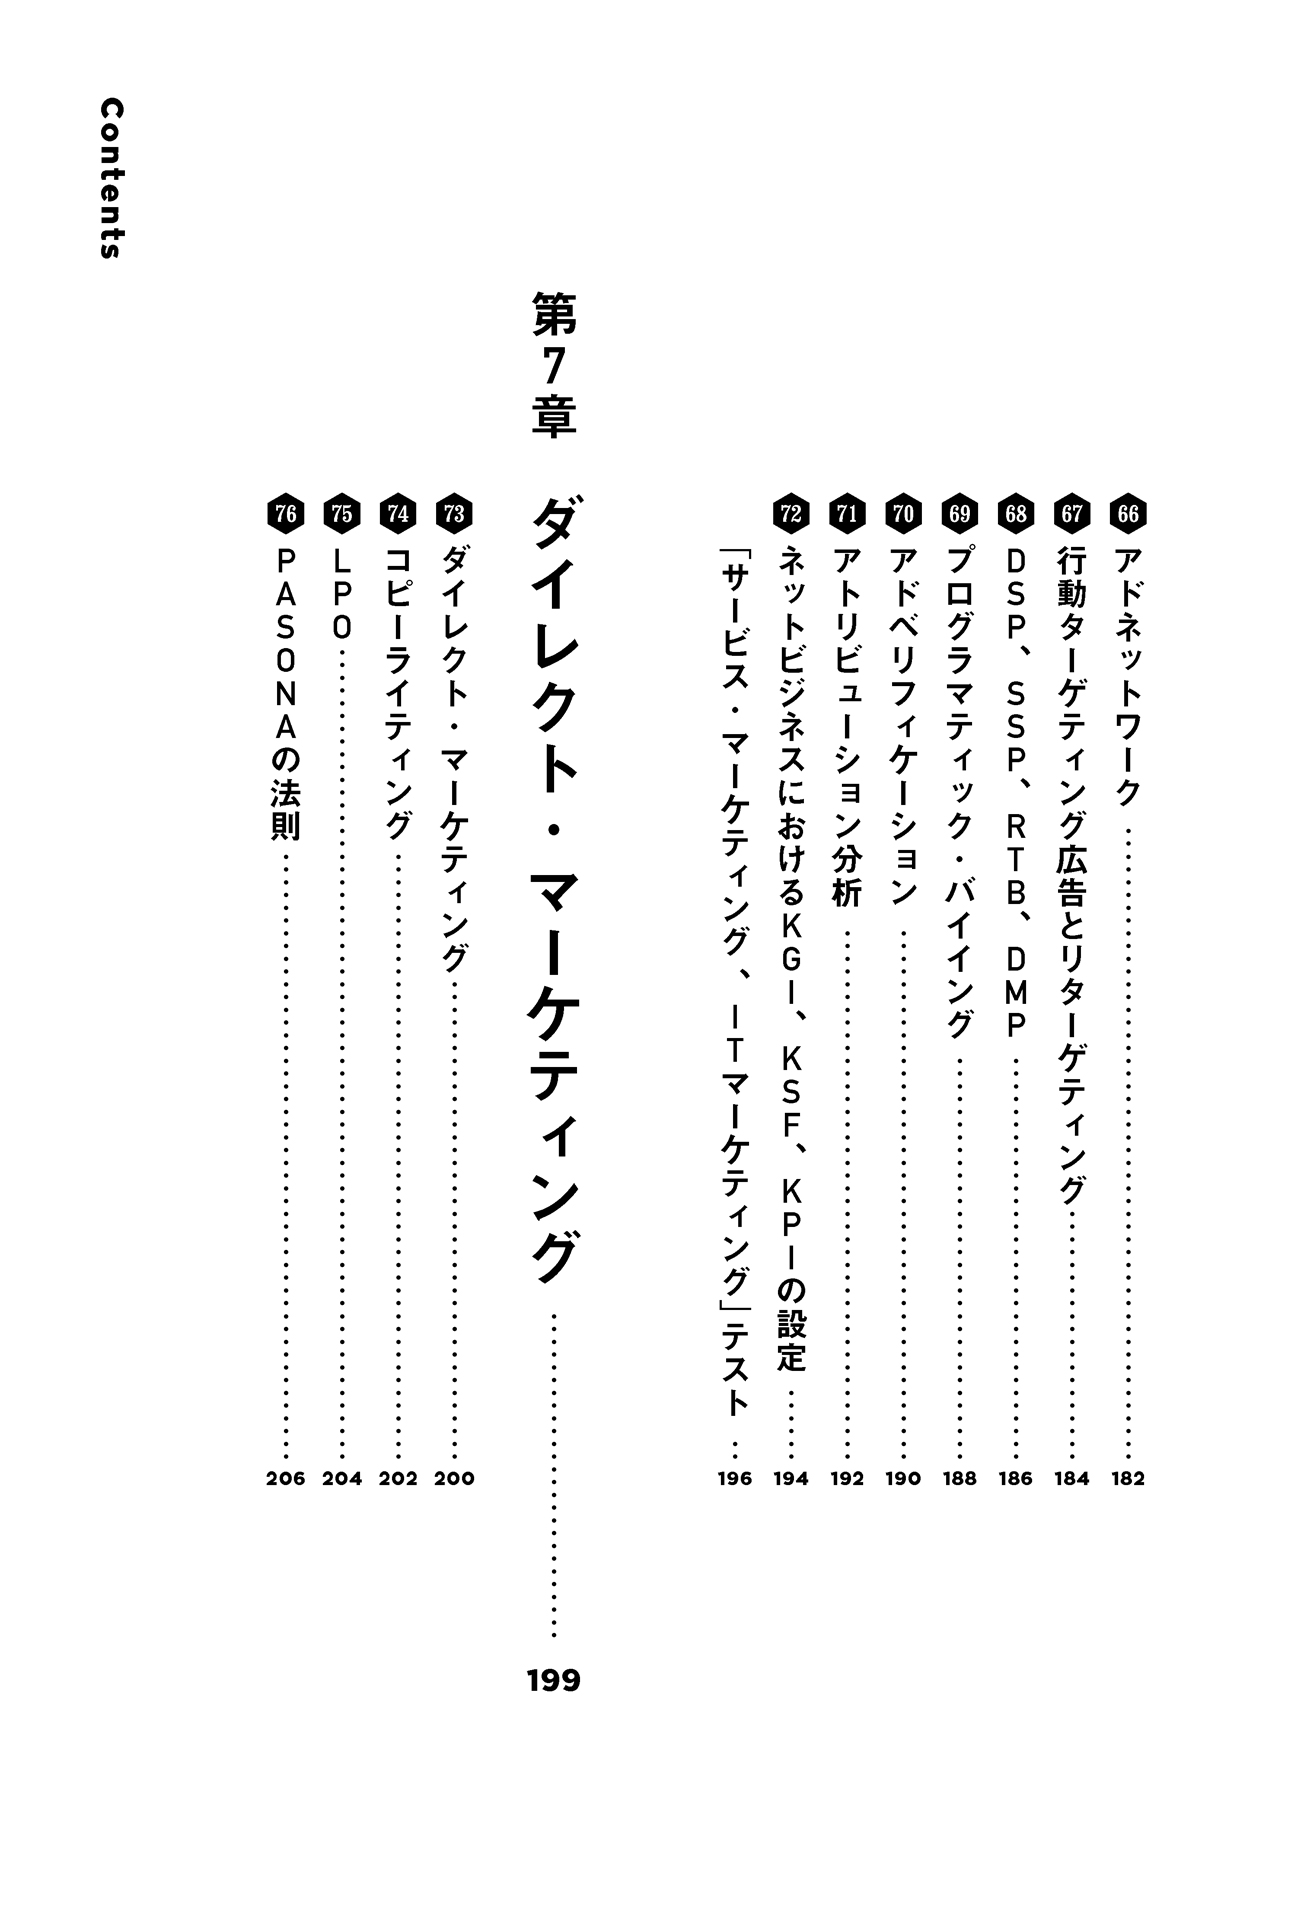 66 アドネットワーク 182
67 行動ターゲティング広告とリターゲティング 184
68 DSP、SSP、RTB、DMP 186
69 プログラマティック・バイイング 188
70 アドベリフィケーション 190
71 アトリビューション分析 192
72 ネットビジネスにおけるKGI、KSF、KPIの設定 194
「サービス・マーケティング、ITマーケティング」テスト 196
第7章 ダイレクト・マーケティング 199
73 ダイレクト・マーケティング 200
74 コピーライティング 202
75 LPO 204
76 PASONAの法則 206
Contents